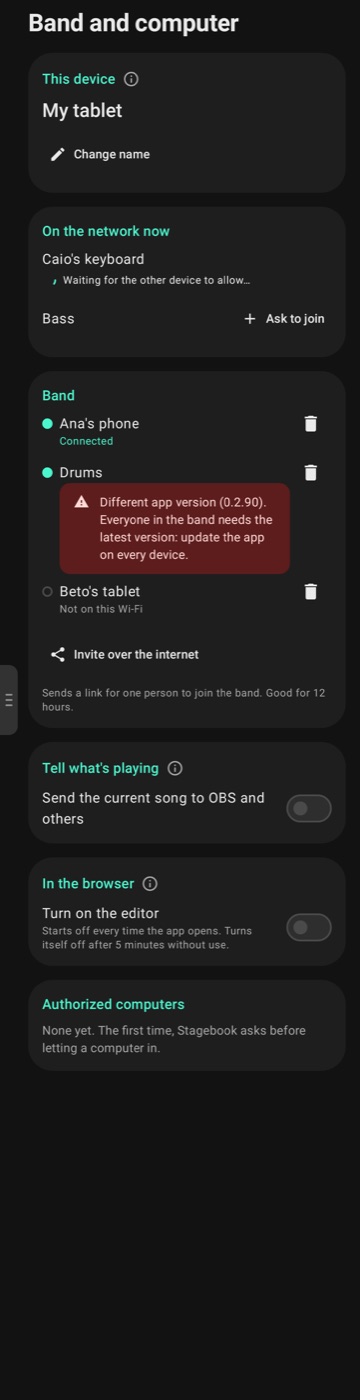 Band and computer
This device
My tablet
Change name
On the network now
Caio's keyboard
Waiting for the other device to allow…
Bass
Ask to join
Band
Ana's phone
Connected
Drums
Different app version (0.2.90).
Everyone in the band needs the
latest version: update the app
on every device.
Beto's tablet
Not on this Wi-Fi
Invite over the internet
Sends a link for one person to join the band. Good for 12
hours.
Tell what's playing
Send the current song to OBS and
others
In the browser
Turn on the editor
Starts off every time the app opens. Turns
itself off after 5 minutes without use.
Authorized computers
None yet. The first time, Stagebook asks before
letting a computer in.